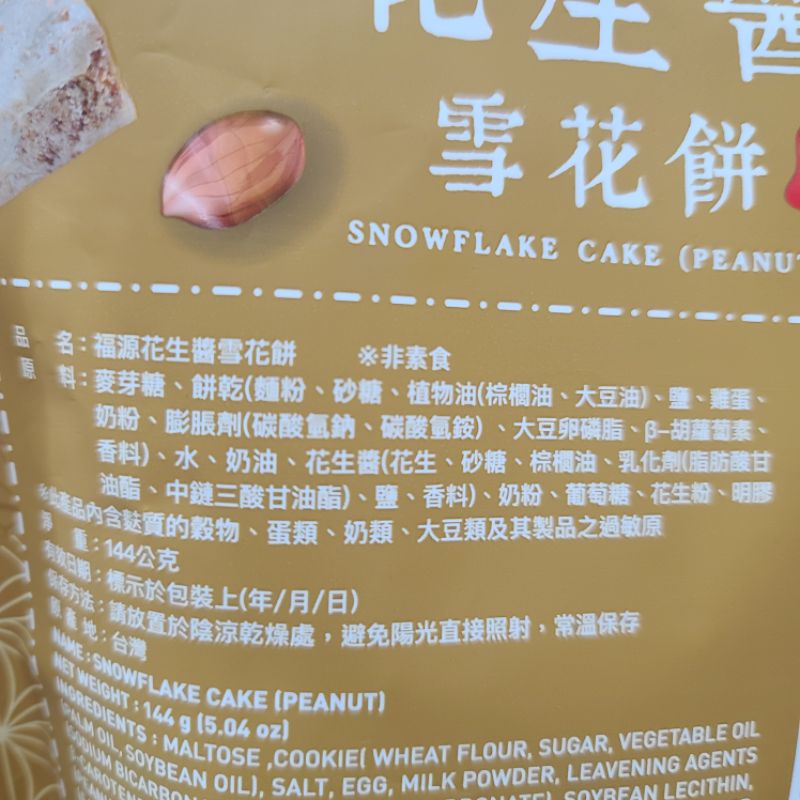 花生醬
雪花餅
SNOWFLAKE CAKE (PEANU
品 名：福源花生醬雪花餅 ※非素食
原 料：麥芽糖、餅乾(麵粉、砂糖、植物油(棕櫚油、大豆油)、鹽、雞蛋、
奶粉、膨脹劑(碳酸氫鈉、碳酸氫銨)、大豆卵磷脂、β-胡蘿蔔素、
香料)、水、奶油、花生醬(花生、砂糖、棕櫚油、乳化劑(脂肪酸甘
油酯、中鏈三酸甘油酯)、鹽、香料)、奶粉、葡萄糖、花生粉、明膠
產品內含麩質的穀物、蛋類、奶類、大豆類及其製品之過敏原
淨 重：144公克
有效日期：標示於包裝上(年/月/日)
保存方法：請放置於陰涼乾燥處，避免陽光直接照射，常溫保存
原產地：台灣
NAME：SNOWFLAKE CAKE (PEANUT)
NET WEIGHT：144 g (5.04 oz)
INGREDIENTS：MALTOSE ,COOKIE( WHEAT FLOUR, SUGAR, VEGETABLE OIL
(PALM OIL, SOYBEAN OIL), SALT, EGG, MILK POWDER, LEAVENING AGENTS
SOYBEAN LECITHIN,